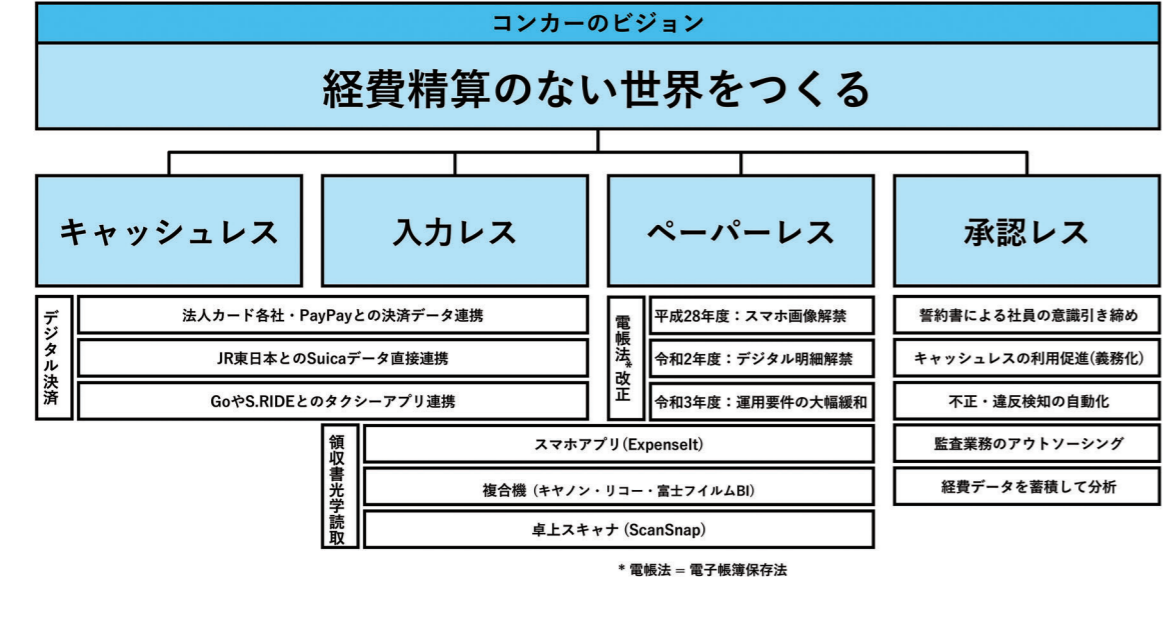 コンカーのビジョン
経費精算のない世界をつくる
キャッシュレス
入力レス
ペーパーレス
承認レス
デジタル決済
法人カード各社・PayPayとの決済データ連携
JR東日本とのSuicaデータ直接連携
GoやS.RIDEとのタクシーアプリ連携
電帳法*改正
平成28年度：スマホ画像解禁
令和2年度：デジタル明細解禁
令和3年度：運用要件の大幅緩和
誓約書による社員の意識引き締め
キャッシュレスの利用促進(義務化)
不正・違反検知の自動化
監査業務のアウトソーシング
経費データを蓄積して分析
領収書光学読取
スマホアプリ(ExpenseIt)
複合機（キヤノン・リコー・富士フイルムBI）
卓上スキャナ(ScanSnap)
* 電帳法 = 電子帳簿保存法